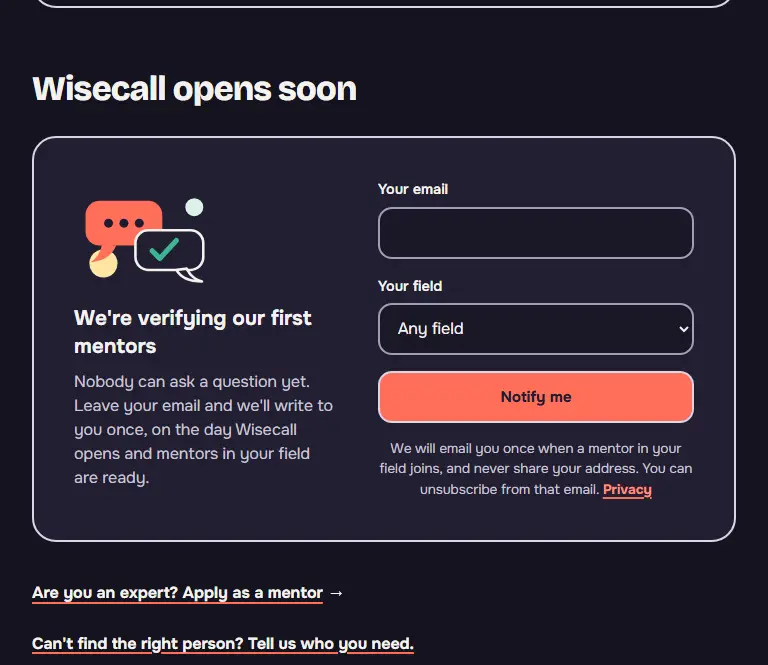 Wisecall opens soon
We're verifying our first
mentors
Nobody can ask a question yet.
Leave your email and we'll write to
you once, on the day Wisecall
opens and mentors in your field
are ready.
Your email
Your field
Any field
Notify me
We will email you once when a mentor in your
field joins, and never share your address. You can
unsubscribe from that email. Privacy
Are you an expert? Apply as a mentor →
Can't find the right person? Tell us who you need.